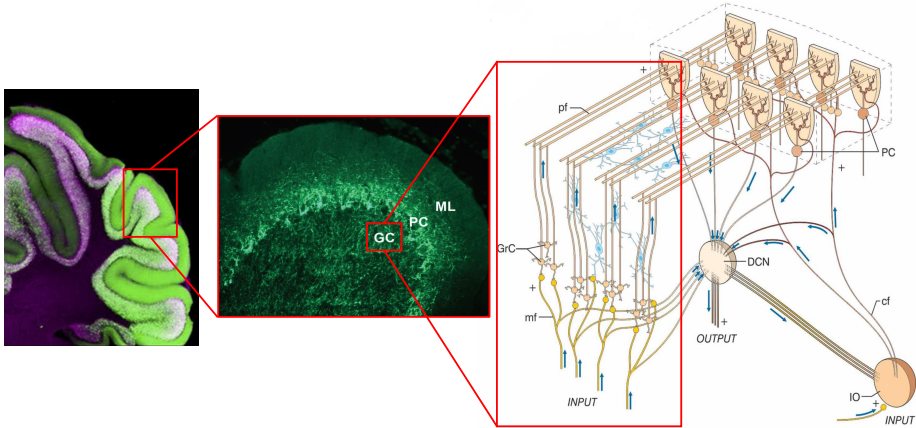 ML
PC
GC
+
pf
PC
+
GrC
+
mf
DCN
cf
OUTPUT
+
INPUT
IO
+
INPUT